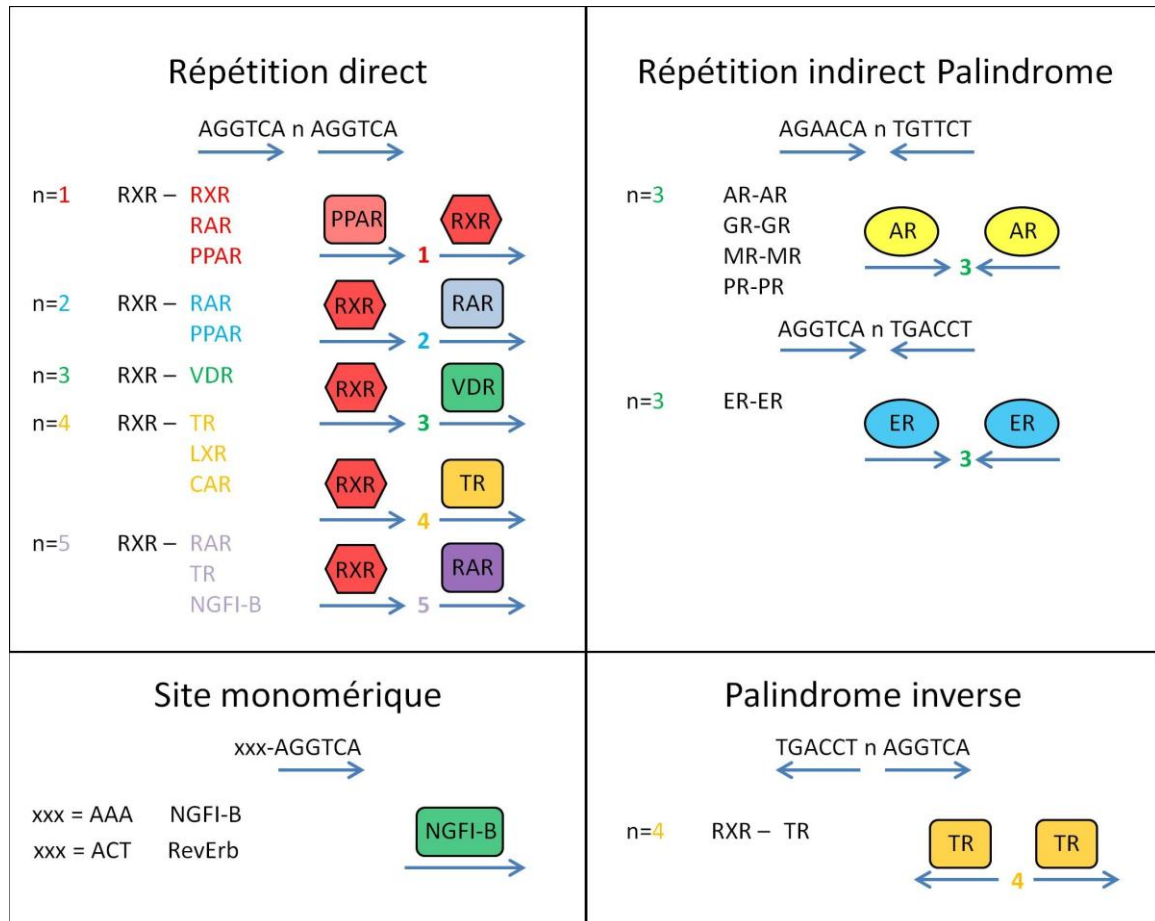 Répétition direct
AGGTCA n AGGTCA
n=1 RXR – RXR
RAR
PPAR
PPAR RXR
1
n=2 RXR – RAR
PPAR
RXR RAR
2
n=3 RXR – VDR
RXR VDR
3
n=4 RXR – TR
LXR
CAR
RXR TR
4
n=5 RXR – RAR
TR
NGFI-B
RXR RAR
5
Répétition indirect Palindrome
AGAACA n TGTTCT
n=3 AR-AR
GR-GR
MR-MR
PR-PR
AR AR
3
AGGTCA n TGACCT
n=3 ER-ER
ER ER
3
Site monomérique
xxx-AGGTCA
xxx = AAA NGFI-B
xxx = ACT RevErb
NGFI-B
Palindrome inverse
TGACCT n AGGTCA
n=4 RXR – TR
TR TR
4